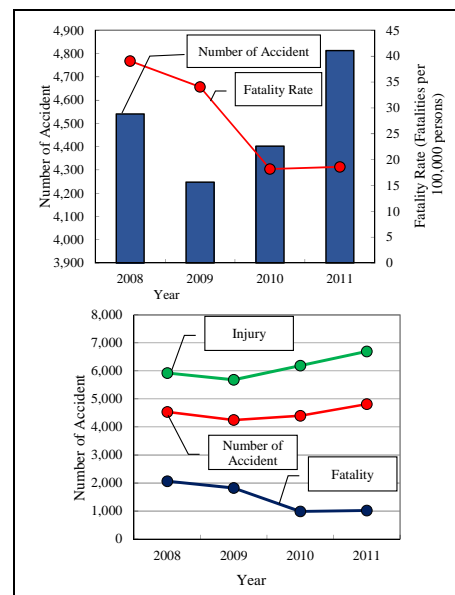 4,900
4,800
4,700
4,600
4,500
4,400
4,300
4,200
4,100
4,000
3,900
Number of Accident
Number of Accident
Fatality Rate
45
40
35
30
25
20
15
10
5
0
Fatality Rate (Fatalities per
100,000 persons)
2008 2009 2010 2011
Year
8,000
7,000
6,000
5,000
4,000
3,000
2,000
1,000
0
Number of Accident
Injury
Number of
Accident
Fatality
2008 2009 2010 2011
Year